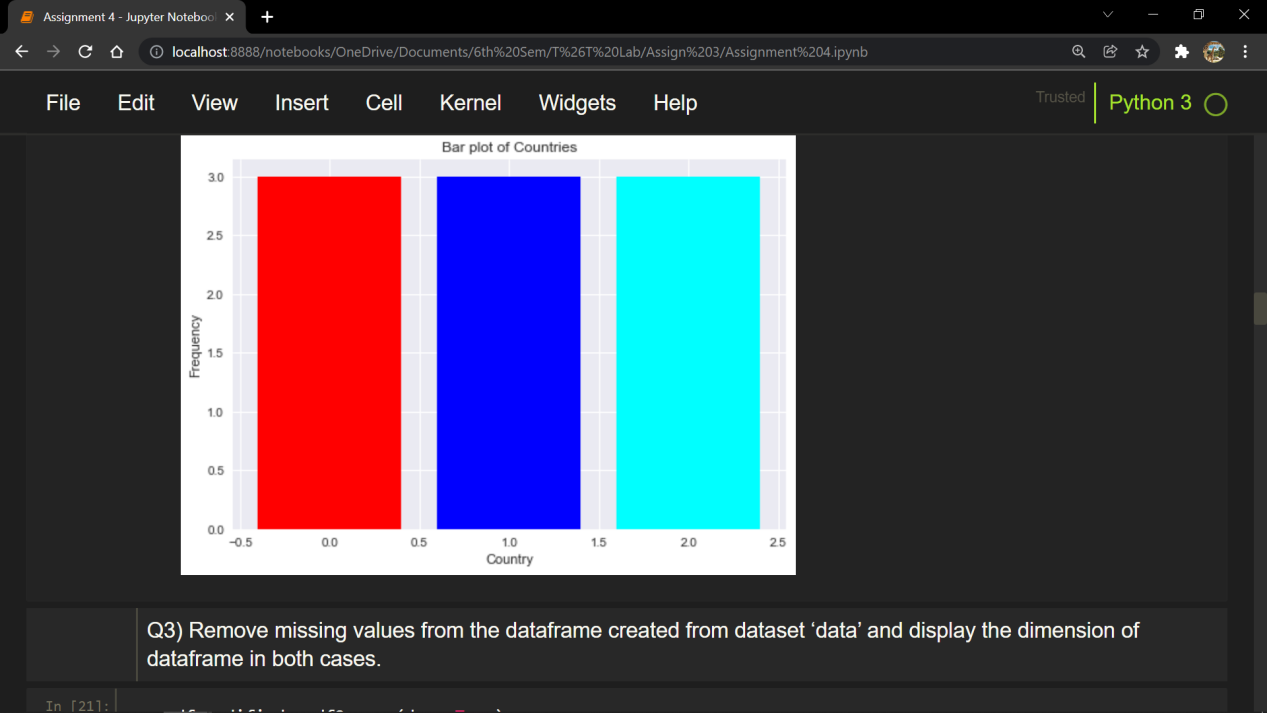 Assignment 4 - Jupyter Noteboo
localhost:8888/notebooks/OneDrive/Documents/6th%20Sem/T%26T%20Lab/Assign%203/Assignment%204.ipynb
File Edit View Insert Cell Kernel Widgets Help Trusted Python 3
Bar plot of Countries
3.0
2.5
2.0
1.5
1.0
0.5
0.0
Frequency
−0.5 0.0 0.5 1.0 1.5 2.0 2.5
Country
Q3) Remove missing values from the dataframe created from dataset ‘data’ and display the dimension of
dataframe in both cases.
In [21]: